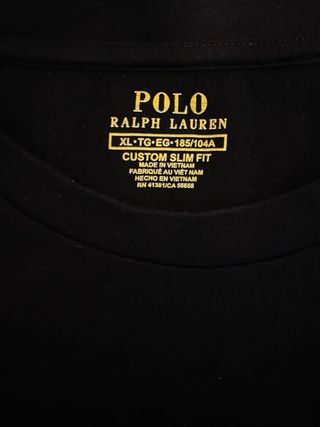 POLO
RALPH LAUREN
XL•TG•EG•185/104A
CUSTOM SLIM FIT
MADE IN VIETNAM
FABRIQUÉ AU VIÊT NAM
HECHO EN VIETNAM
RN 41381/CA 56658